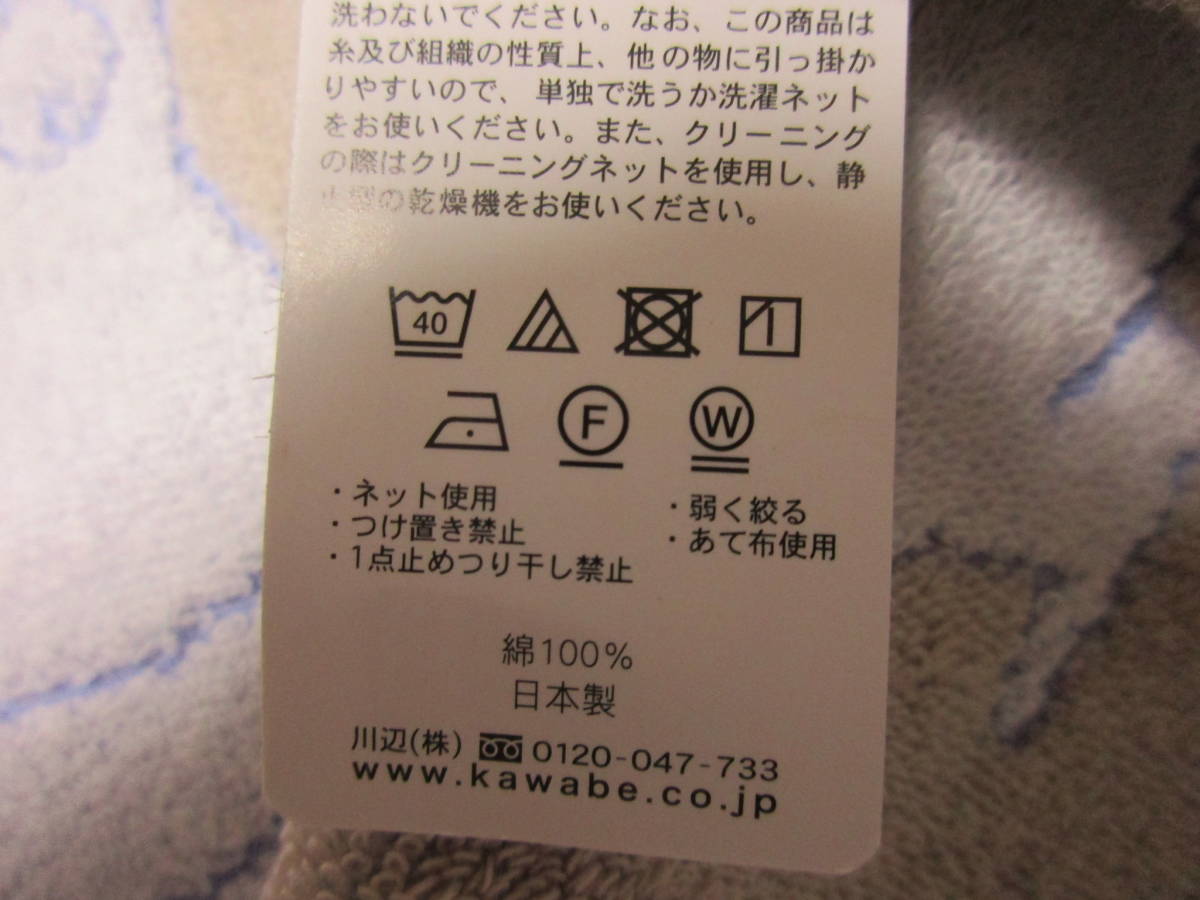 洗わないでください。なお、この商品は
糸及び組織の性質上、他の物に引っ掛か
りやすいので、単独で洗うか洗濯ネット
をお使いください。また、クリーニング
の際はクリーニングネットを使用し、静
止型の乾燥機をお使いください。
40
F W
・ネット使用
・つけ置き禁止
・1点止めつり干し禁止
・弱く絞る
・あて布使用
綿100%
日本製
川辺(株) 0120-047-733
www.kawabe.co.jp